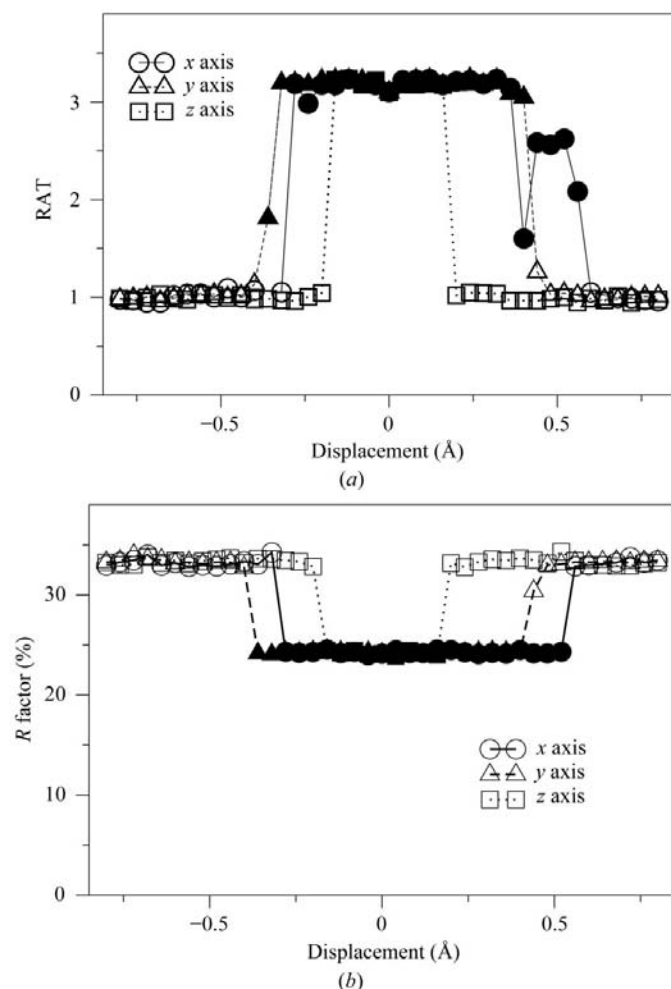 x axis
y axis
z axis
3
2
1
0
RAT
−0.5
0
0.5
Displacement (Å)
(a)
30
20
10
0
R factor (%)
x axis
y axis
z axis
−0.5
0
0.5
Displacement (Å)
(b)